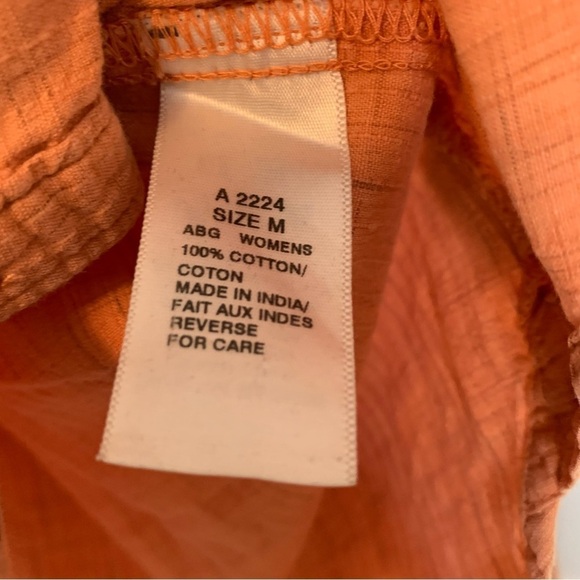 A 2224
SIZE M
ABG WOMENS
100% COTTON/
COTON
MADE IN INDIA/
FAIT AUX INDES
REVERSE
FOR CARE